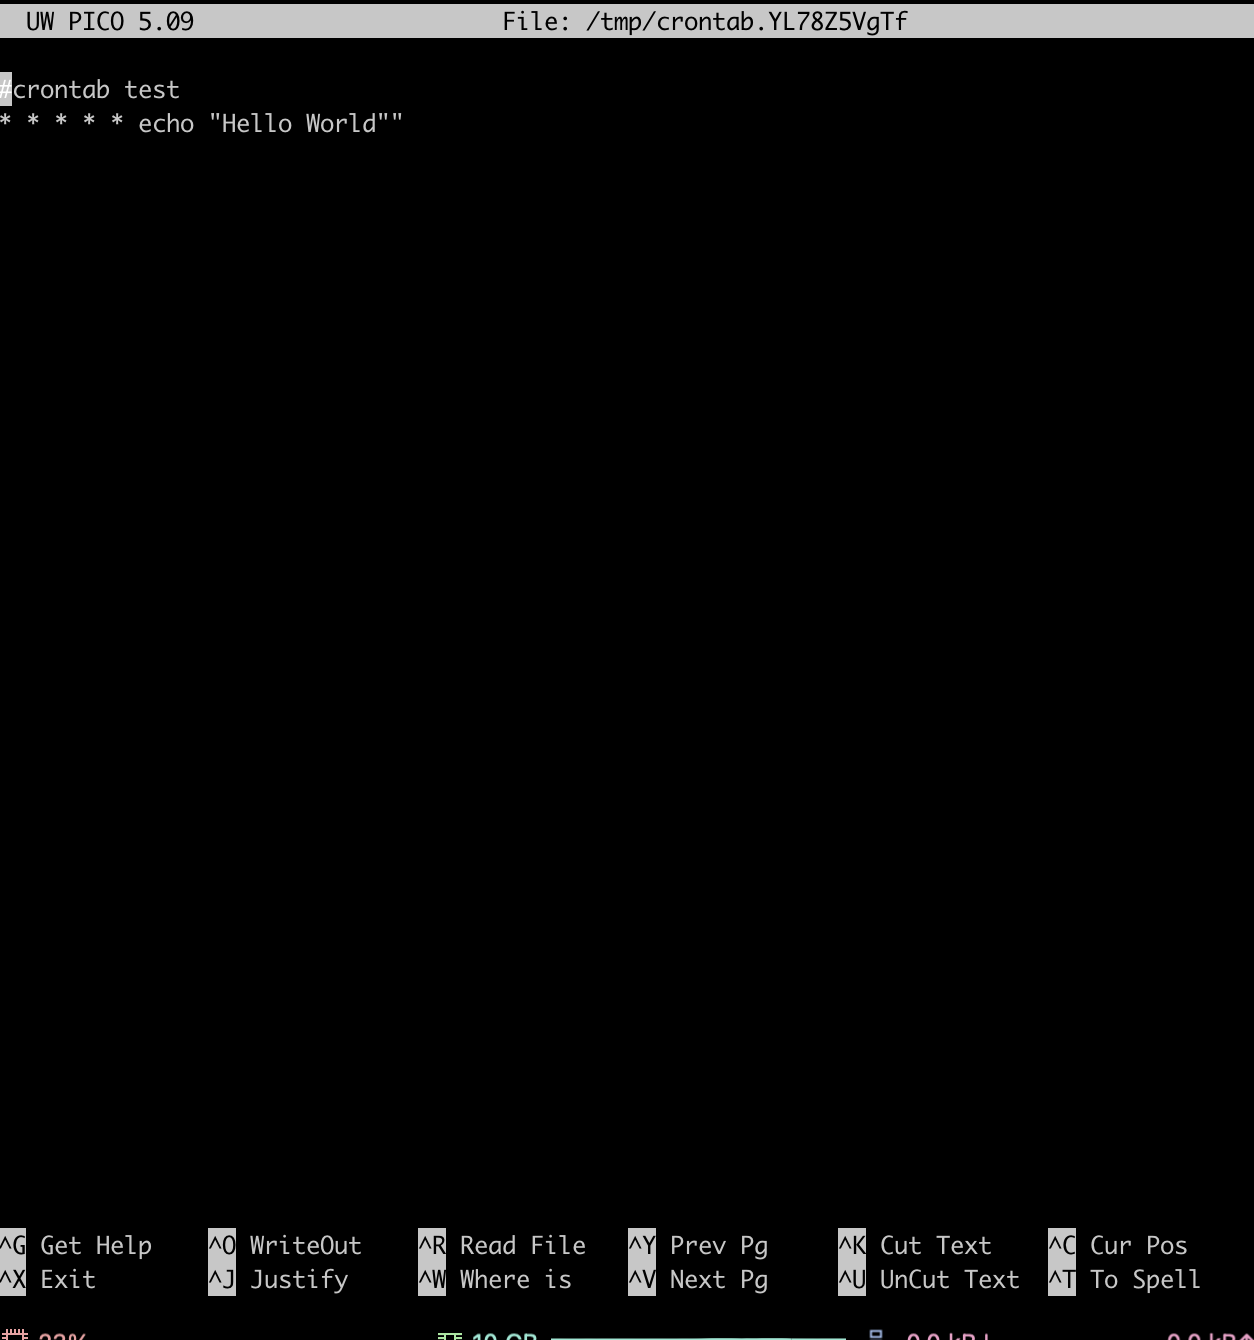 UW PICO 5.09 File: /tmp/crontab.YL78Z5VgTf
#crontab test
* * * * * echo "Hello World""
^G Get Help ^O WriteOut ^R Read File ^Y Prev Pg ^K Cut Text ^C Cur Pos
^X Exit ^J Justify ^W Where is ^V Next Pg ^U UnCut Text ^T To Spell